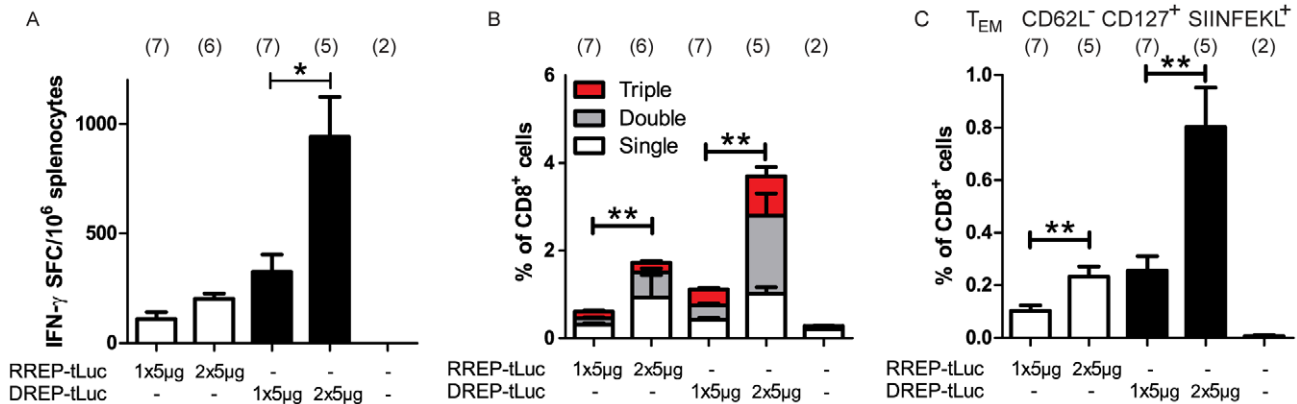 A
(7) (6) (7) (5) (2)
*
IFN-γ SFC/10⁶ splenocytes
1000
500
0
RREP-tLuc 1x5µg 2x5µg - - -
DREP-tLuc - - 1x5µg 2x5µg -
B
(7) (6) (7) (5) (2)
% of CD8⁺ cells
6
4
2
0
Triple
Double
Single
**
**
RREP-tLuc 1x5µg 2x5µg - - -
DREP-tLuc - - 1x5µg 2x5µg -
C T_EM CD62L⁻ CD127⁺ SIINFEKL⁺
(7) (5) (7) (5) (2)
**
**
% of CD8⁺ cells
1.0
0.8
0.6
0.4
0.2
0.0
RREP-tLuc 1x5µg 2x5µg - - -
DREP-tLuc - - 1x5µg 2x5µg -